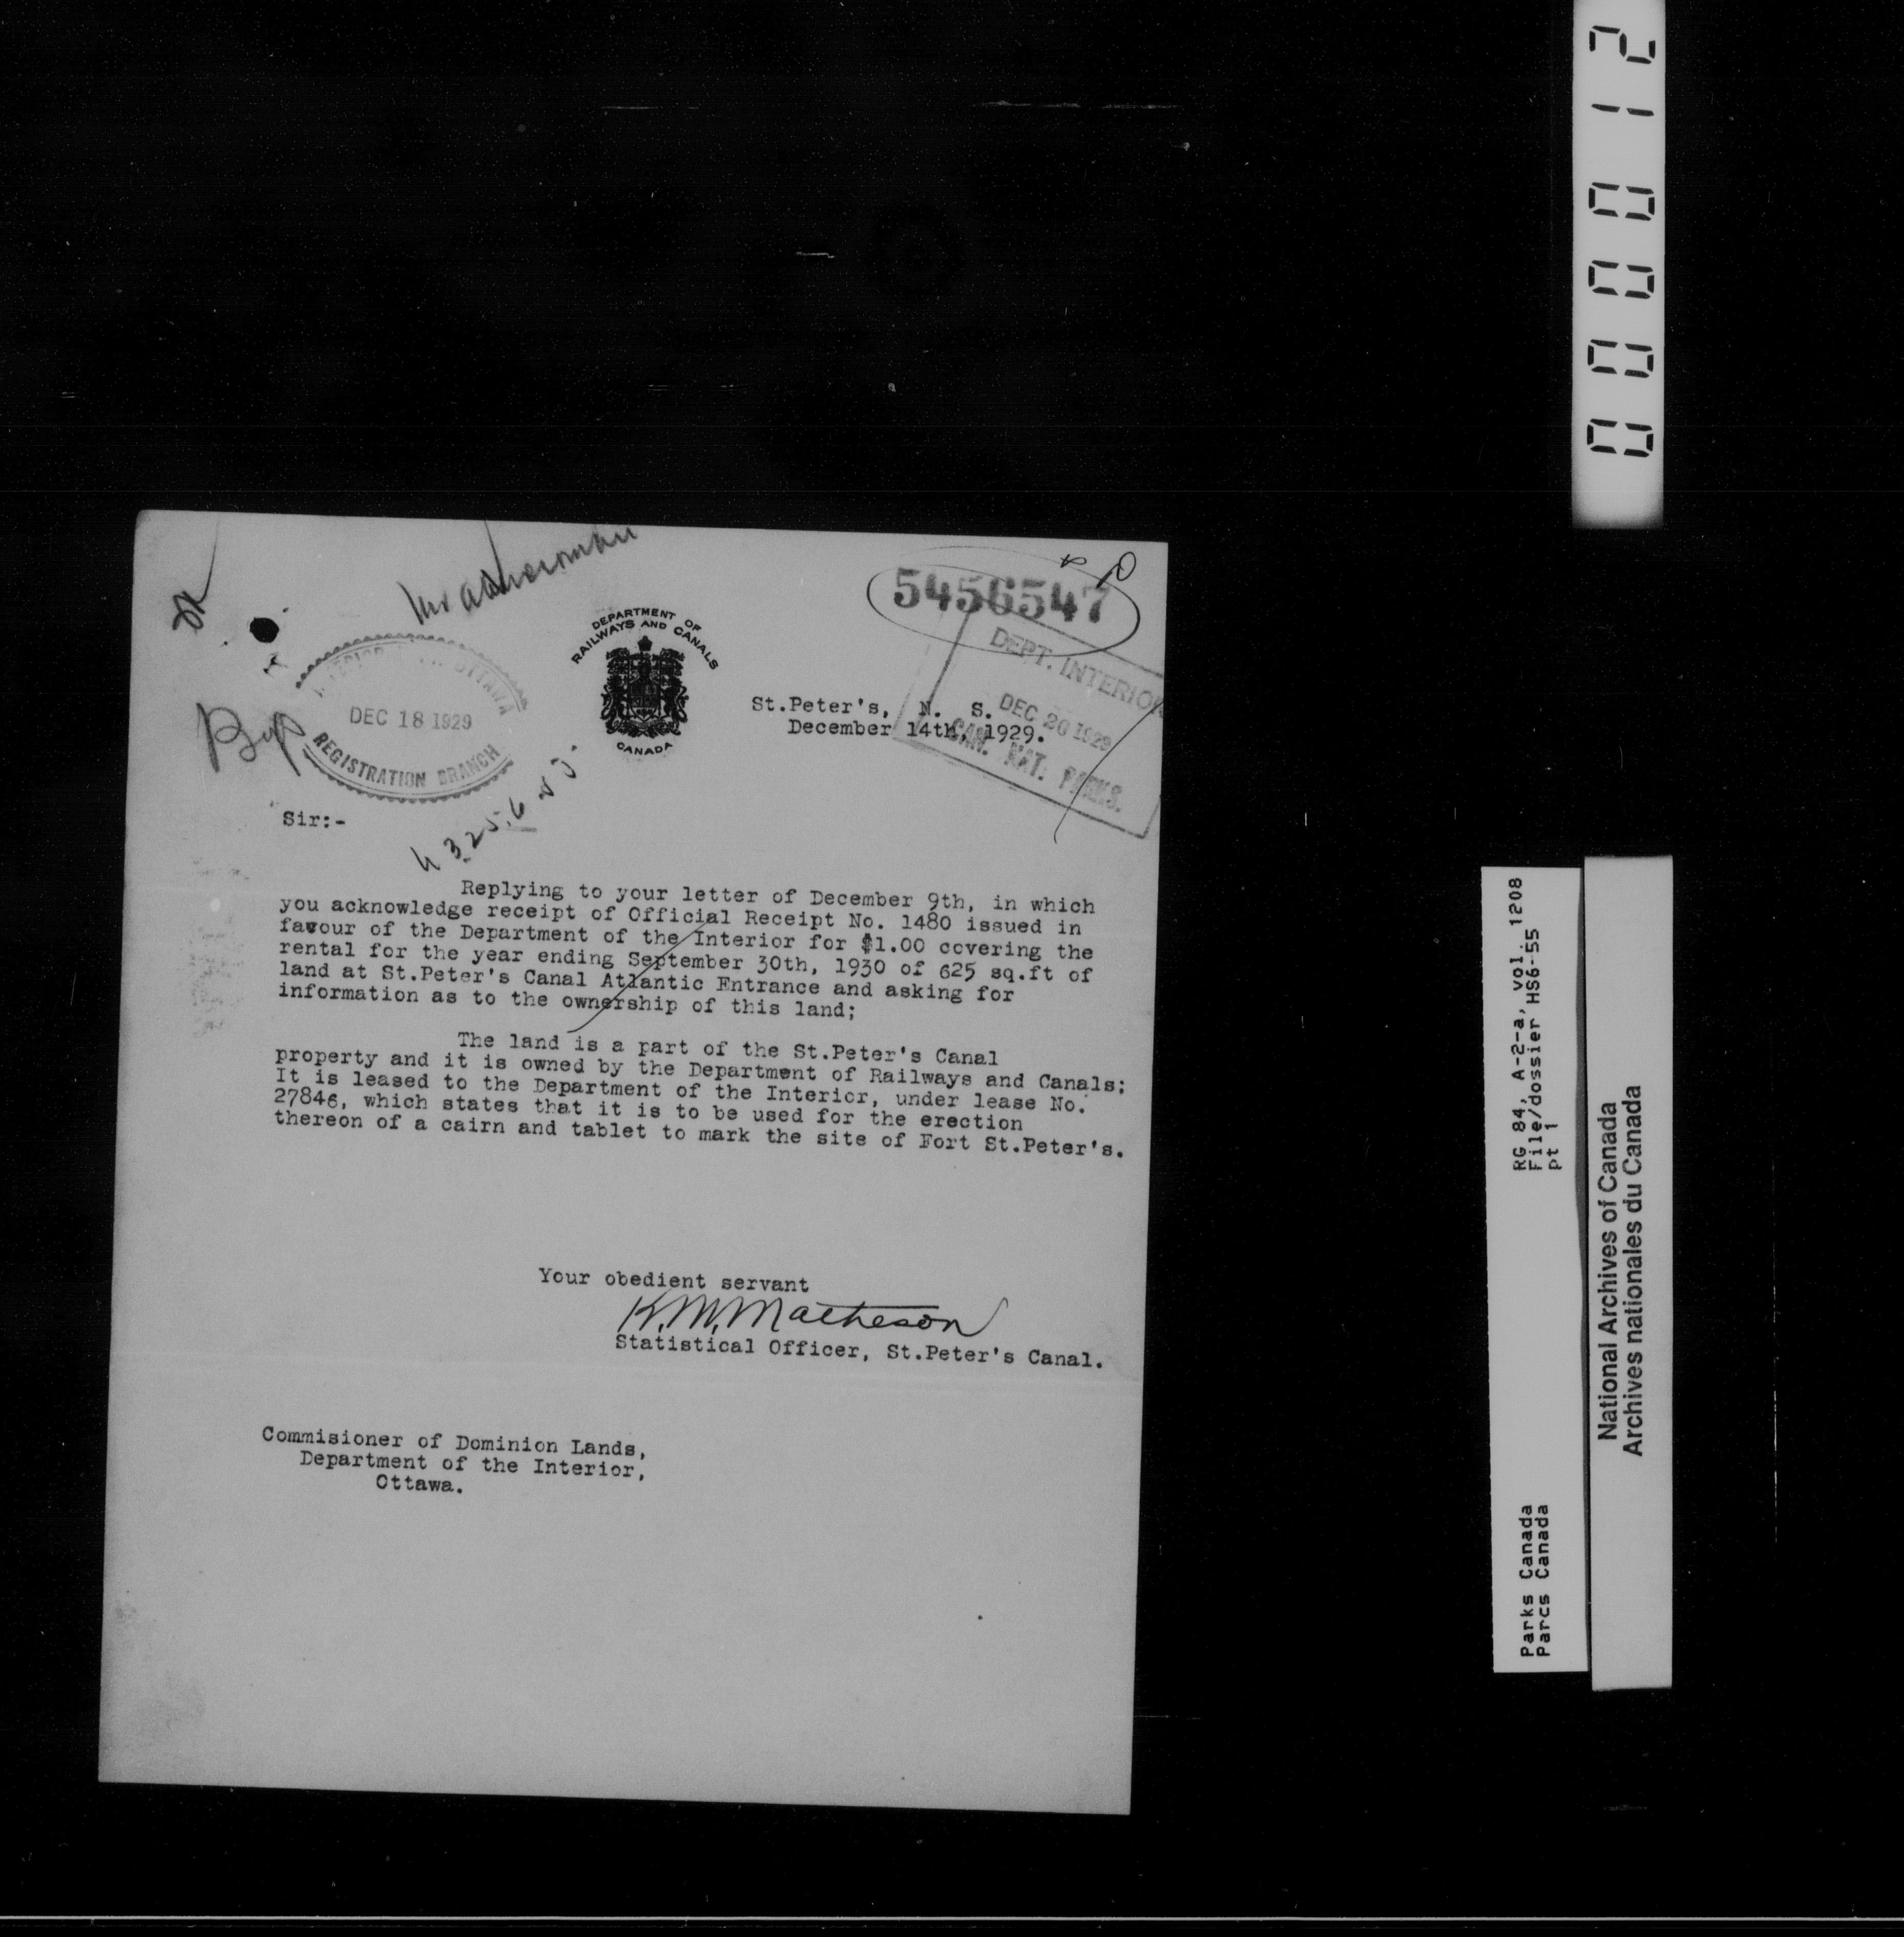 000012
5456547
DEPARTMENT OF
RAILWAYS AND CANALS
CANADA
INTERIOR OTTAWA
DEC 18 1929
REGISTRATION BRANCH
DEPT. INTERIOR
DEC 20 1929
CAN. NAT. PARKS.
St.Peter's, N. S.
December 14th, 1929.
Sir:-
Replying to your letter of December 9th, in which
you acknowledge receipt of Official Receipt No. 1480 issued in
favour of the Department of the Interior for $1.00 covering the
rental for the year ending September 30th, 1930 of 625 sq.ft of
land at St.Peter's Canal Atlantic Entrance and asking for
information as to the ownership of this land;
The land is a part of the St.Peter's Canal
property and it is owned by the Department of Railways and Canals;
It is leased to the Department of the Interior, under lease No.
27846, which states that it is to be used for the erection
thereon of a cairn and tablet to mark the site of Fort St.Peter's.
Your obedient servant
K.M.Matheson
Statistical Officer, St.Peter's Canal.
Commisioner of Dominion Lands,
Department of the Interior,
Ottawa.
RG 84, A-2-a, vol. 1208
File/dossier HS6-55
pt 1
Parks Canada
Parcs Canada
National Archives of Canada
Archives nationales du Canada